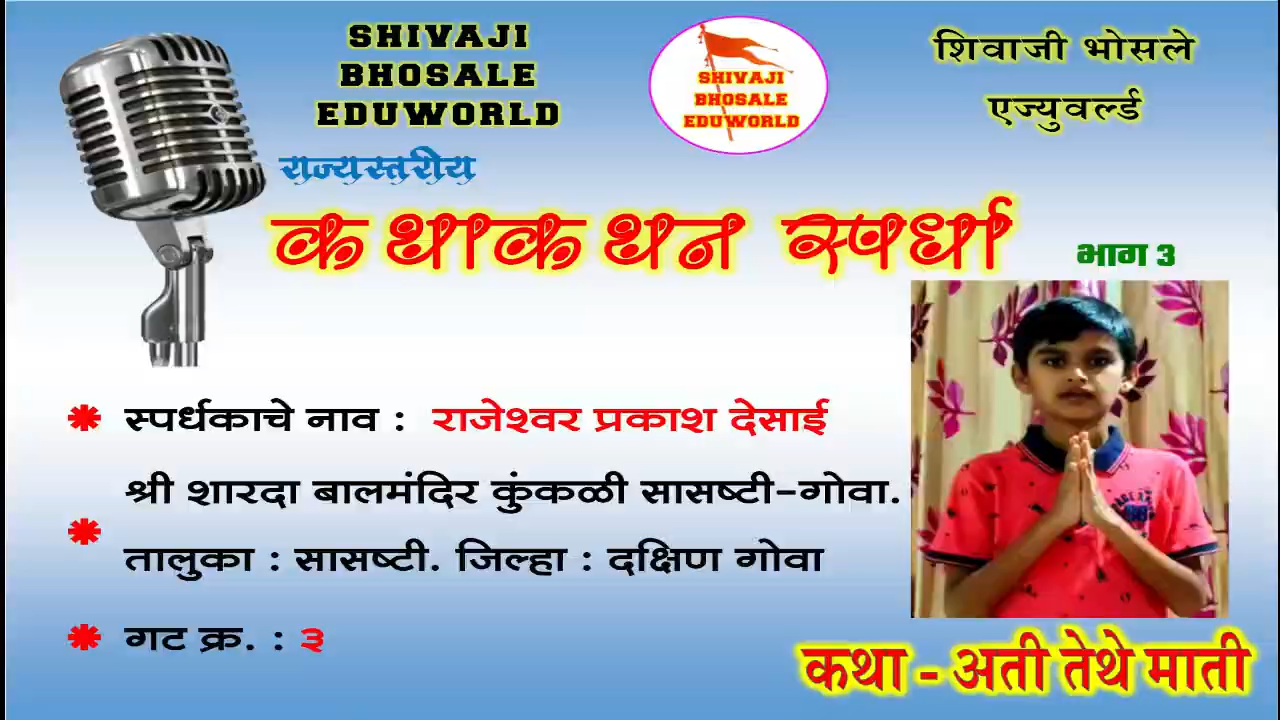 SHIVAJI
BHOSALE
EDUWORLD
SHIVAJI
BHOSALE
EDUWORLD
शिवाजी भोसले
एज्युवर्ल्ड
राज्यस्तरीय
कथाकथन स्पर्धा
भाग 3
स्पर्धकाचे नाव : राजेश्वर प्रकाश देसाई
श्री शारदा बालमंदिर कुंकळी सासष्टी-गोवा.
तालुका : सासष्टी. जिल्हा : दक्षिण गोवा
गट क्र. : ३
कथा - अती तेथे माती